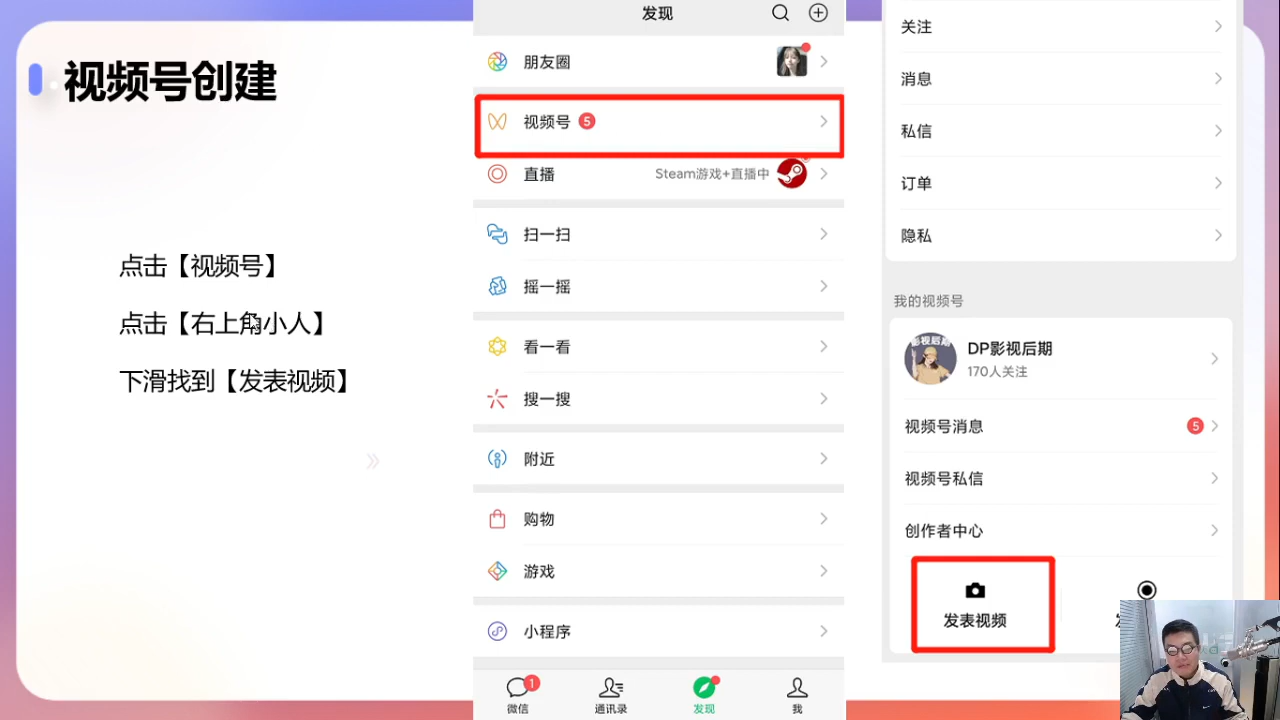 视频号创建
点击【视频号】
点击【右上角小人】
下滑找到【发表视频】
发现
朋友圈
视频号 5
直播 Steam游戏+直播中
扫一扫
摇一摇
看一看
搜一搜
附近
购物
游戏
小程序
微信 1
通讯录
发现
我
关注
消息
私信
订单
隐私
我的视频号
影视后期
DP影视后期
170人关注
视频号消息 5
视频号私信
创作者中心
发表视频